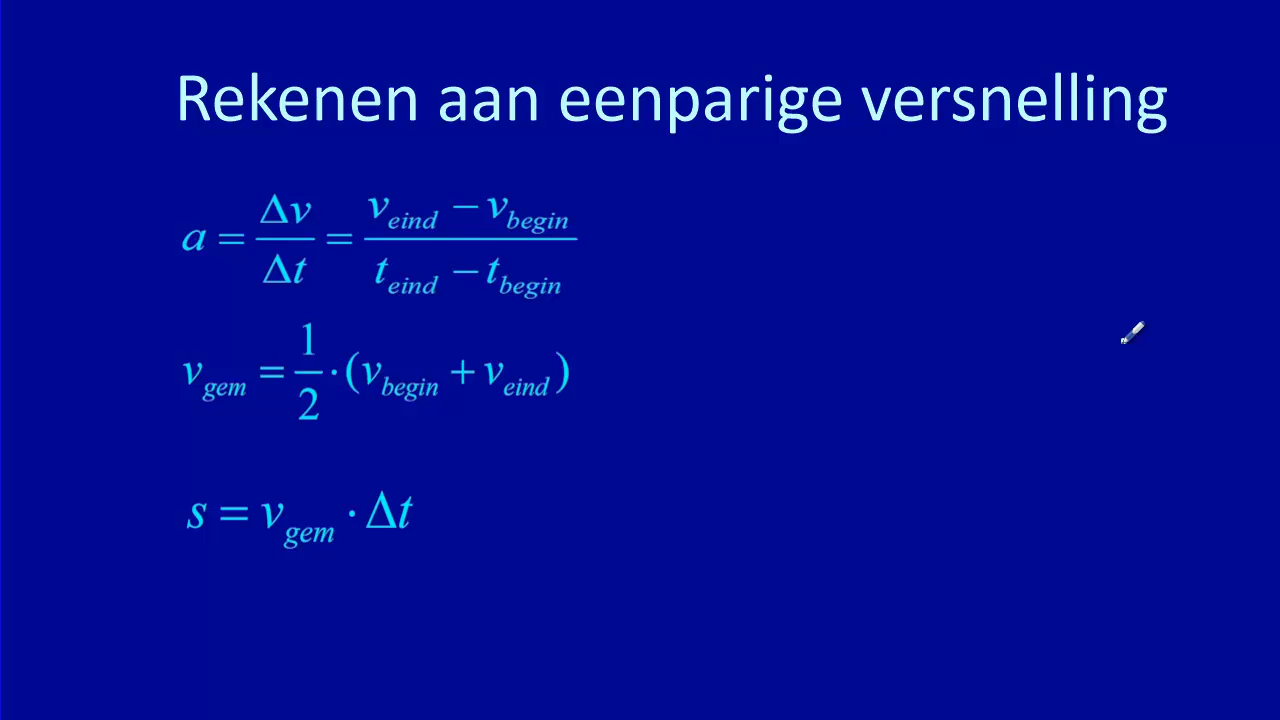 Rekenen aan eenparige versnelling
a = Δv / Δt = (v_eind − v_begin) / (t_eind − t_begin)
v_gem = 1/2 · (v_begin + v_eind)
s = v_gem · Δt